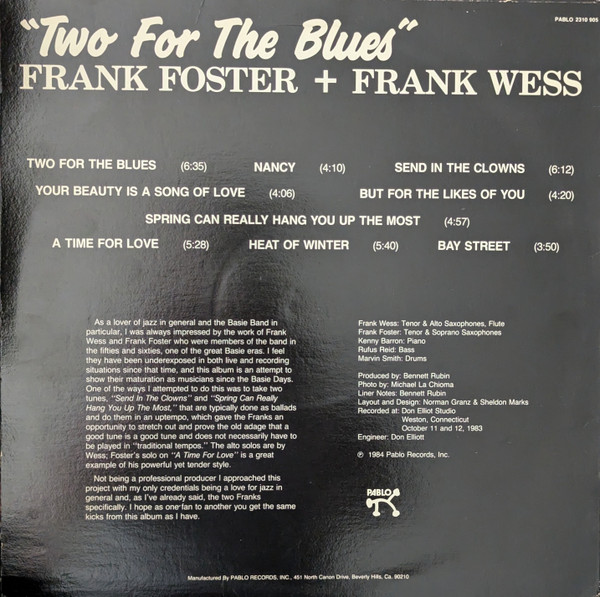 PABLO 2310 905
"Two For The Blues"
FRANK FOSTER + FRANK WESS
TWO FOR THE BLUES (6:35) NANCY (4:10) SEND IN THE CLOWNS (6:12)
YOUR BEAUTY IS A SONG OF LOVE (4:06) BUT FOR THE LIKES OF YOU (4:20)
SPRING CAN REALLY HANG YOU UP THE MOST (4:57)
A TIME FOR LOVE (5:28) HEAT OF WINTER (5:40) BAY STREET (3:50)
As a lover of jazz in general and the Basie Band in
particular, I was always impressed by the work of Frank
Wess and Frank Foster who were members of the band in
the fifties and sixties, one of the great Basie eras. I feel
they have been underexposed in both live and recording
situations since that time, and this album is an attempt to
show their maturation as musicians since the Basie Days.
One of the ways I attempted to do this was to take two
tunes, "Send In The Clowns" and "Spring Can Really
Hang You Up The Most," that are typically done as ballads
and do them in an uptempo, which gave the Franks an
opportunity to stretch out and prove the old adage that a
good tune is a good tune and does not necessarily have to
be played in "traditional tempos." The alto solos are by
Wess; Foster's solo on "A Time For Love" is a great
example of his powerful yet tender style.
Not being a professional producer I approached this
project with my only credentials being a love for jazz in
general and, as I've already said, the two Franks
specifically. I hope as one fan to another you get the same
kicks from this album as I have.
Frank Wess: Tenor & Alto Saxophones, Flute
Frank Foster: Tenor & Soprano Saxophones
Kenny Barron: Piano
Rufus Reid: Bass
Marvin Smith: Drums
Produced by: Bennett Rubin
Photo by: Michael La Chioma
Liner Notes: Bennett Rubin
Layout and Design: Norman Granz & Sheldon Marks
Recorded at: Don Elliot Studio
Weston, Connecticut
October 11 and 12, 1983
Engineer: Don Elliott
℗ 1984 Pablo Records, Inc.
PABLO
Manufactured By PABLO RECORDS, INC., 451 North Canon Drive, Beverly Hills, Ca. 90210